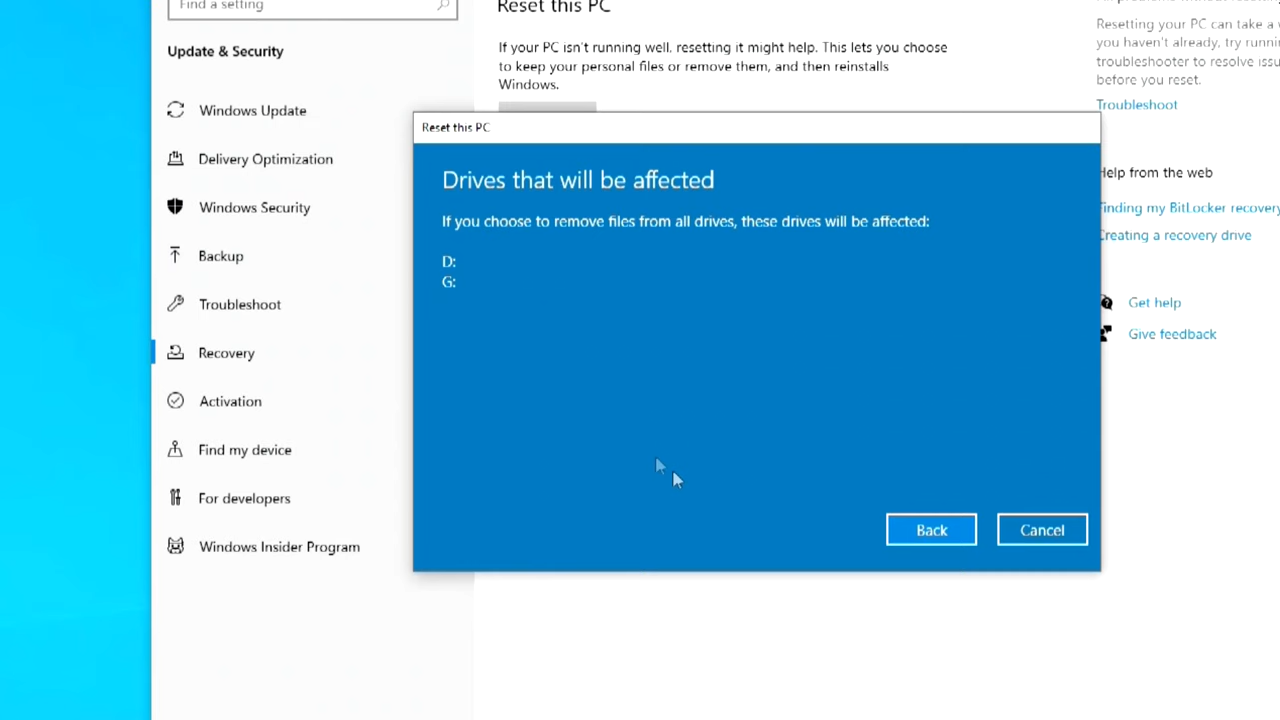 Find a setting
Update & Security
Windows Update
Delivery Optimization
Windows Security
Backup
Troubleshoot
Recovery
Activation
Find my device
For developers
Windows Insider Program
Reset this PC
If your PC isn't running well, resetting it might help. This lets you choose
to keep your personal files or remove them, and then reinstalls
Windows.
Reset this PC
Drives that will be affected
If you choose to remove files from all drives, these drives will be affected:
D:
G:
Back
Cancel
Resetting your PC can take a
you haven't already, try runni
troubleshooter to resolve issu
before you reset.
Troubleshoot
Help from the web
Finding my BitLocker recovery
Creating a recovery drive
Get help
Give feedback